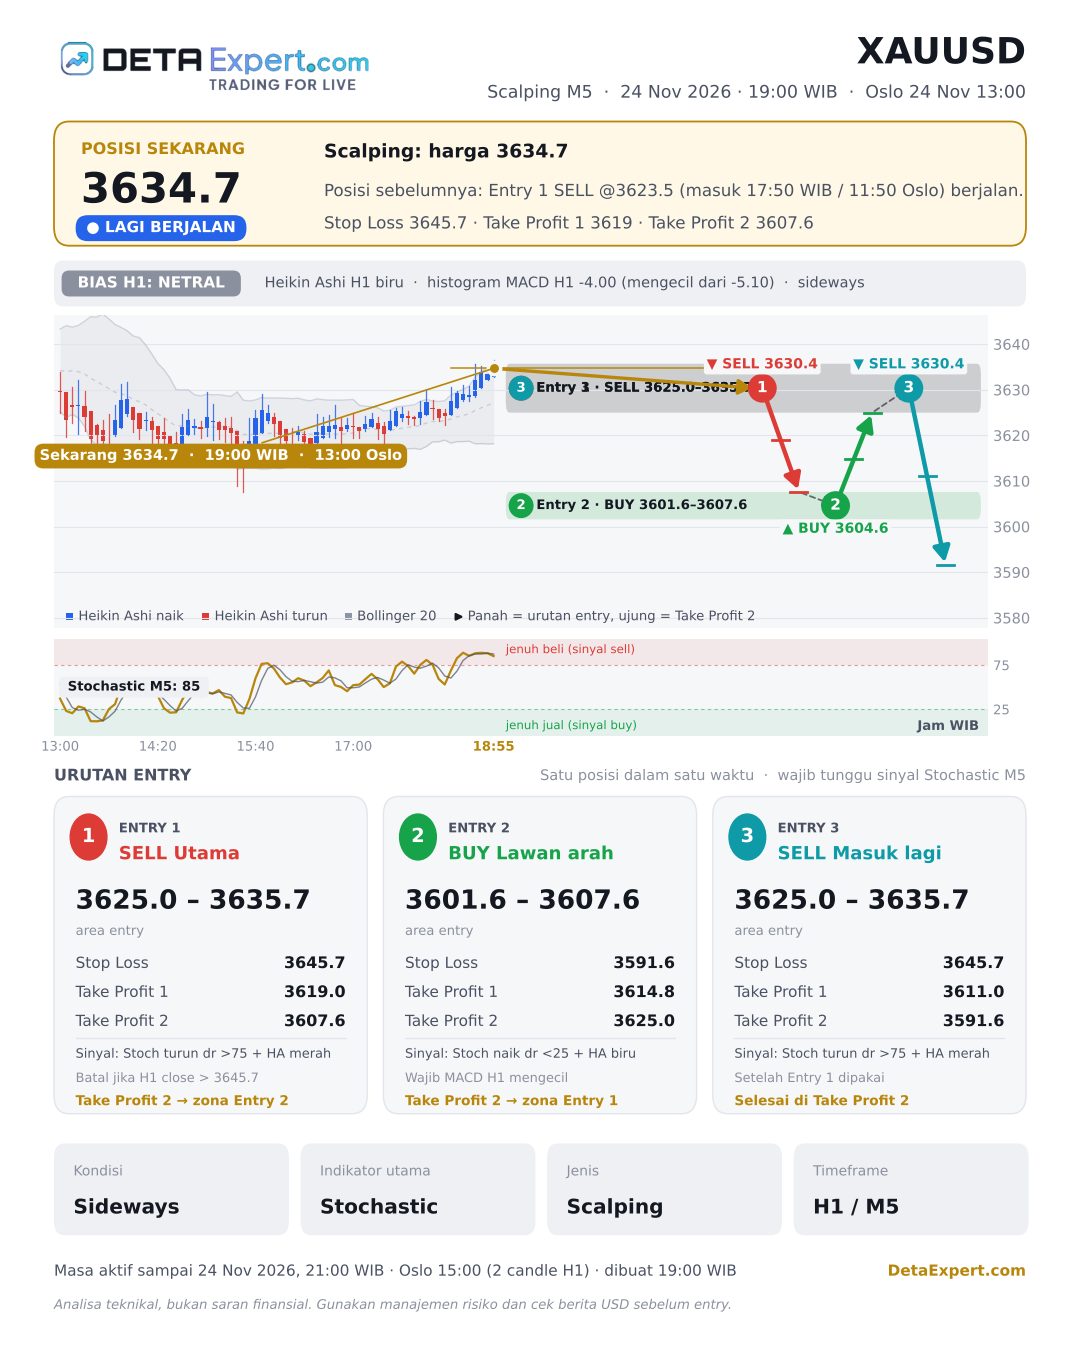 DETA Expert.com
TRADING FOR LIVE
XAUUSD
Scalping M5 · 24 Nov 2026 · 19:00 WIB · Oslo 24 Nov 13:00
POSISI SEKARANG
3634.7
● LAGI BERJALAN
Scalping: harga 3634.7
Posisi sebelumnya: Entry 1 SELL @3623.5 (masuk 17:50 WIB / 11:50 Oslo) berjalan.
Stop Loss 3645.7 · Take Profit 1 3619 · Take Profit 2 3607.6
BIAS H1: NETRAL
Heikin Ashi H1 biru · histogram MACD H1 -4.00 (mengecil dari -5.10) · sideways
3640
3630
3620
3610
3600
3590
3580
▼ SELL 3630.4
▼ SELL 3630.4
3 Entry 3 · SELL 3625.0–3635.7
1
3
Sekarang 3634.7 · 19:00 WIB · 13:00 Oslo
2 Entry 2 · BUY 3601.6–3607.6
2
▲ BUY 3604.6
Heikin Ashi naik
Heikin Ashi turun
Bollinger 20
Panah = urutan entry, ujung = Take Profit 2
jenuh beli (sinyal sell)
75
Stochastic M5: 85
25
jenuh jual (sinyal buy)
Jam WIB
13:00 14:20 15:40 17:00 18:55
URUTAN ENTRY
Satu posisi dalam satu waktu · wajib tunggu sinyal Stochastic M5
1
ENTRY 1
SELL Utama
3625.0 – 3635.7
area entry
Stop Loss 3645.7
Take Profit 1 3619.0
Take Profit 2 3607.6
Sinyal: Stoch turun dr >75 + HA merah
Batal jika H1 close > 3645.7
Take Profit 2 → zona Entry 2
2
ENTRY 2
BUY Lawan arah
3601.6 – 3607.6
area entry
Stop Loss 3591.6
Take Profit 1 3614.8
Take Profit 2 3625.0
Sinyal: Stoch naik dr <25 + HA biru
Wajib MACD H1 mengecil
Take Profit 2 → zona Entry 1
3
ENTRY 3
SELL Masuk lagi
3625.0 – 3635.7
area entry
Stop Loss 3645.7
Take Profit 1 3611.0
Take Profit 2 3591.6
Sinyal: Stoch turun dr >75 + HA merah
Setelah Entry 1 dipakai
Selesai di Take Profit 2
Kondisi
Sideways
Indikator utama
Stochastic
Jenis
Scalping
Timeframe
H1 / M5
Masa aktif sampai 24 Nov 2026, 21:00 WIB · Oslo 15:00 (2 candle H1) · dibuat 19:00 WIB
DetaExpert.com
Analisa teknikal, bukan saran finansial. Gunakan manajemen risiko dan cek berita USD sebelum entry.